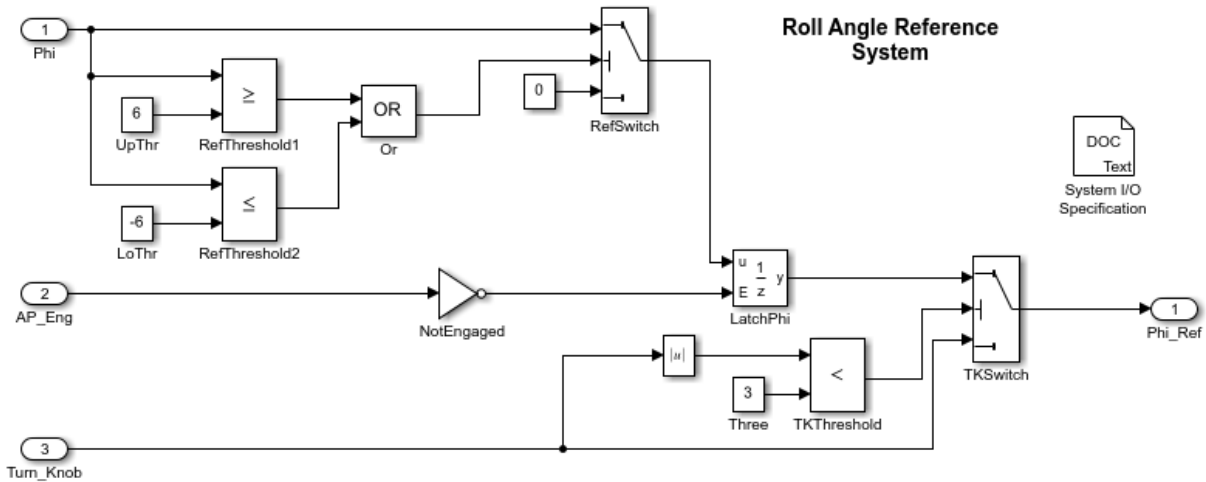 Roll Angle Reference
System
1
Phi
≥
6
UpThr
RefThreshold1
OR
Or
0
RefSwitch
≤
-6
LoThr
RefThreshold2
DOC
Text
System I/O
Specification
2
AP_Eng
NotEngaged
u
E
1
z
y
LatchPhi
|u|
3
Three
<
TKThreshold
TKSwitch
1
Phi_Ref
3
Turn_Knob